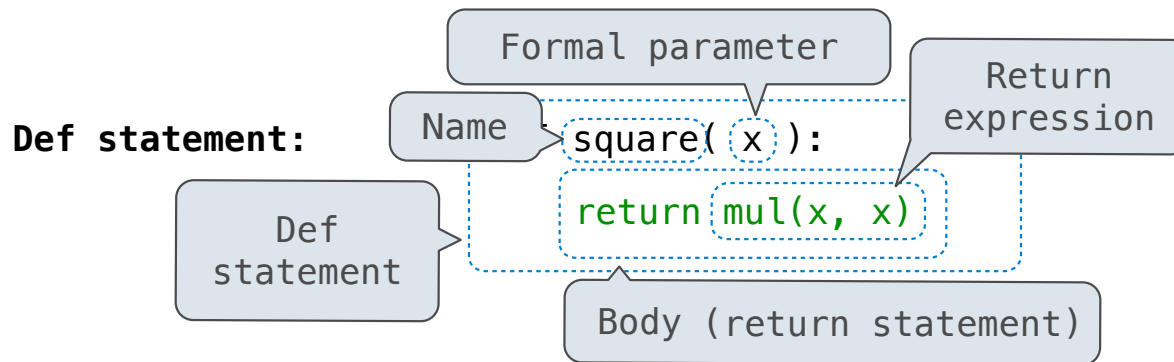 Formal parameter
Return
expression
Name
Def statement:
square( x ):
return mul(x, x)
Def
statement
Body (return statement)